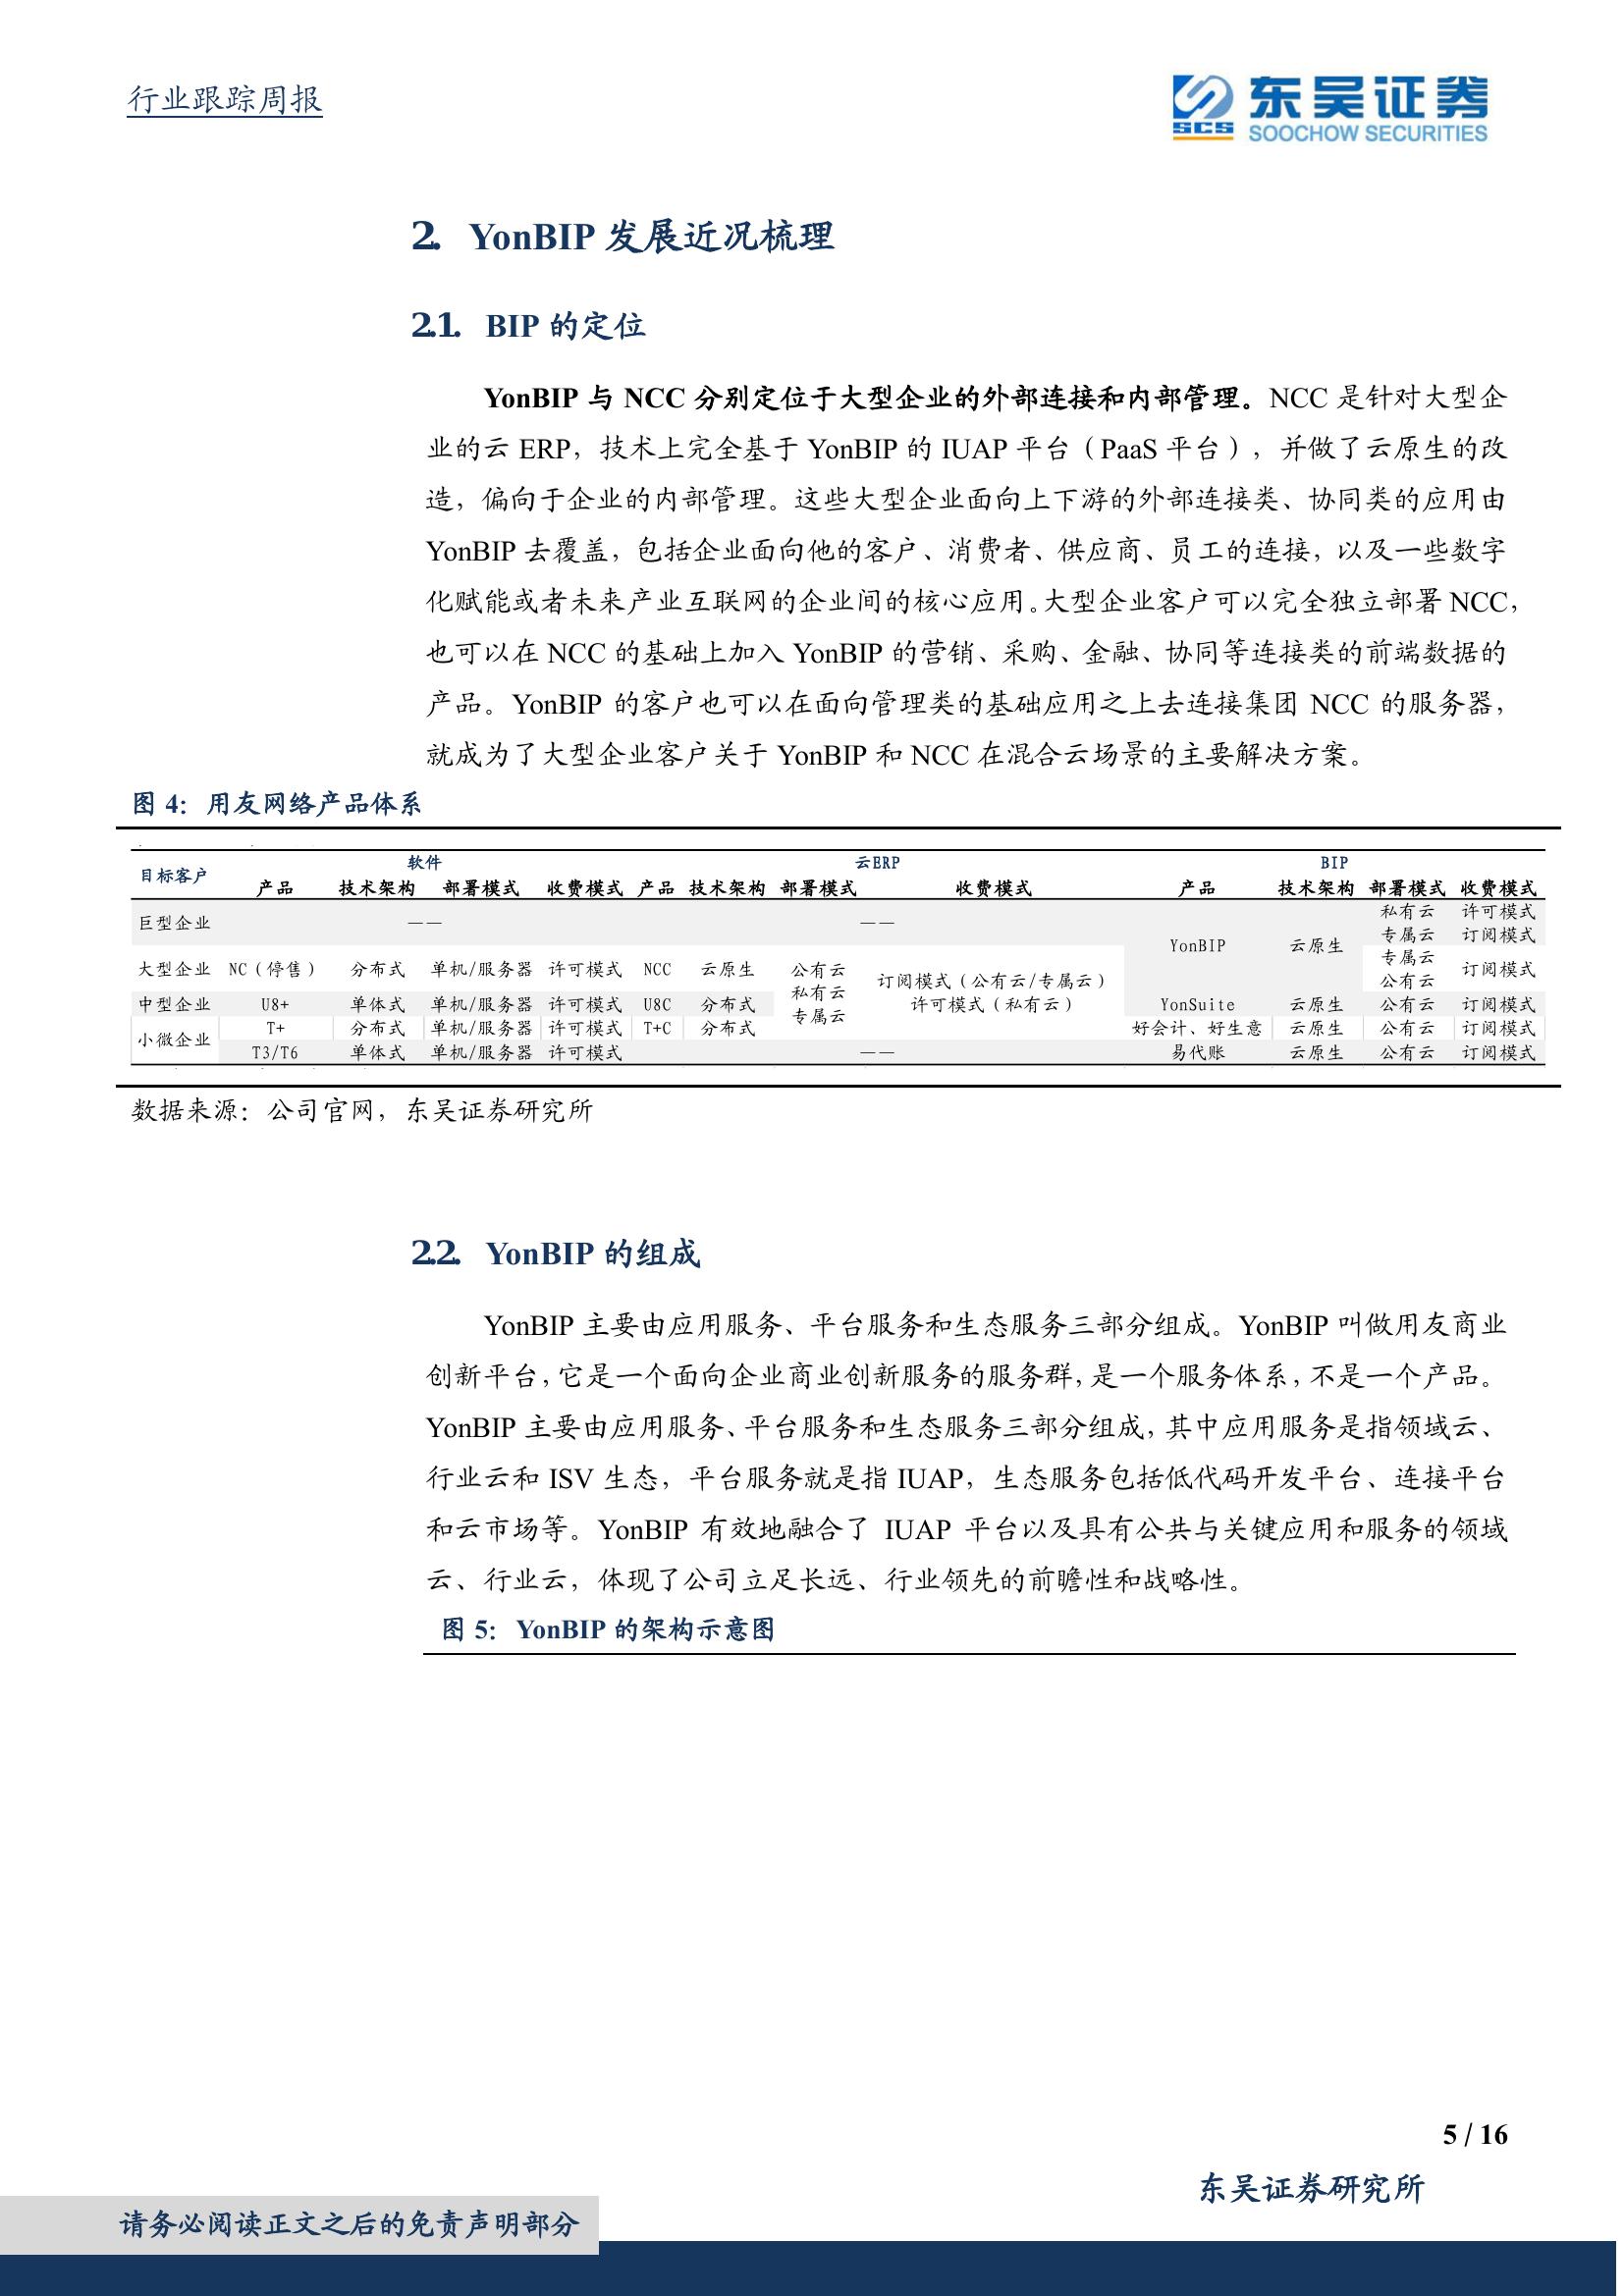 行业跟踪周报
东吴证券
SCS
SOOCHOW SECURITIES
2. YonBIP 发展近况梳理
2.1. BIP 的定位
YonBIP 与 NCC 分别定位于大型企业的外部连接和内部管理。NCC 是针对大型企
业的云 ERP，技术上完全基于 YonBIP 的 IUAP 平台（PaaS 平台），并做了云原生的改
造，偏向于企业的内部管理。这些大型企业面向上下游的外部连接类、协同类的应用由
YonBIP 去覆盖，包括企业面向他的客户、消费者、供应商、员工的连接，以及一些数字
化赋能或者未来产业互联网的企业间的核心应用。大型企业客户可以完全独立部署 NCC，
也可以在 NCC 的基础上加入 YonBIP 的营销、采购、金融、协同等连接类的前端数据的
产品。YonBIP 的客户也可以在面向管理类的基础应用之上去连接集团 NCC 的服务器，
就成为了大型企业客户关于 YonBIP 和 NCC 在混合云场景的主要解决方案。
图 4：用友网络产品体系
目标客户 软件 云ERP BIP
产品 技术架构 部署模式 收费模式 产品 技术架构 部署模式 收费模式 产品 技术架构 部署模式 收费模式
巨型企业 —— —— YonBIP 云原生 私有云 许可模式
专属云 订阅模式
大型企业 NC（停售） 分布式 单机/服务器 许可模式 NCC 云原生 公有云 私有云 专属云 订阅模式（公有云/专属云） 许可模式（私有云） 专属云 公有云 订阅模式
中型企业 U8+ 单体式 单机/服务器 许可模式 U8C 分布式 YonSuite 云原生 公有云 订阅模式
小微企业 T+ 分布式 单机/服务器 许可模式 T+C 分布式 好会计、好生意 云原生 公有云 订阅模式
T3/T6 单体式 单机/服务器 许可模式 —— 易代账 云原生 公有云 订阅模式
数据来源：公司官网，东吴证券研究所
2.2. YonBIP 的组成
YonBIP 主要由应用服务、平台服务和生态服务三部分组成。YonBIP 叫做用友商业
创新平台，它是一个面向企业商业创新服务的服务群，是一个服务体系，不是一个产品。
YonBIP 主要由应用服务、平台服务和生态服务三部分组成，其中应用服务是指领域云、
行业云和 ISV 生态，平台服务就是指 IUAP，生态服务包括低代码开发平台、连接平台
和云市场等。YonBIP 有效地融合了 IUAP 平台以及具有公共与关键应用和服务的领域
云、行业云，体现了公司立足长远、行业领先的前瞻性和战略性。
图 5：YonBIP 的架构示意图
5 / 16
东吴证券研究所
请务必阅读正文之后的免责声明部分